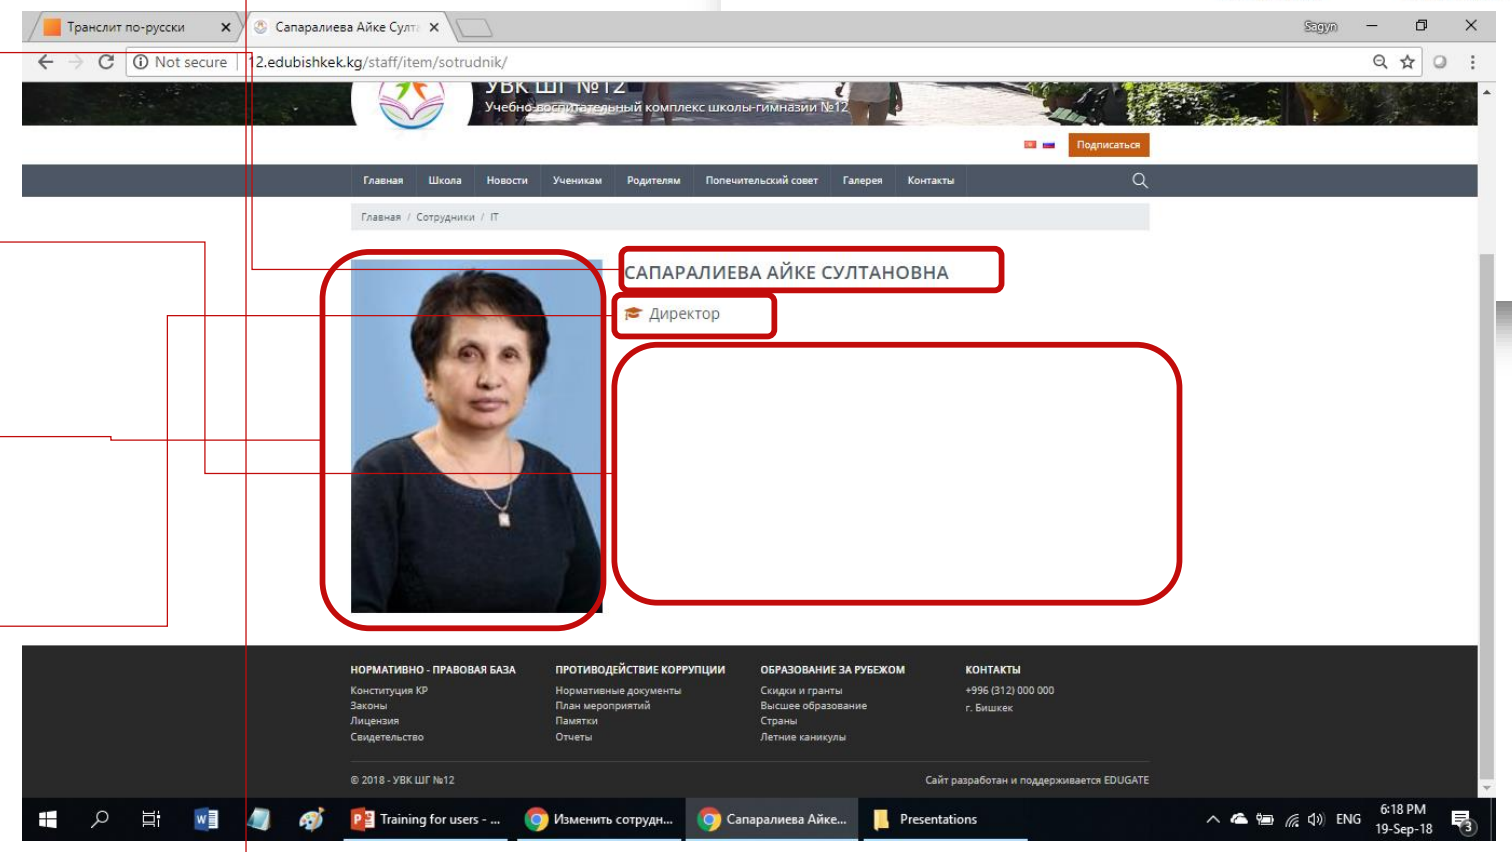 Транслит по-русски
Сапаралиева Айке Султ
Sagyn
Not secure
12.edubishkek.kg/staff/item/sotrudnik/
УВК ШГ №12
Учебно-воспитательный комплекс школы-гимназии №12
Подписаться
Главная Школа Новости Ученикам Родителям Попечительский совет Галерея Контакты
Главная / Сотрудники / IT
САПАРАЛИЕВА АЙКЕ СУЛТАНОВНА
Директор
НОРМАТИВНО - ПРАВОВАЯ БАЗА
Конституция КР
Законы
Лицензия
Свидетельство
ПРОТИВОДЕЙСТВИЕ КОРРУПЦИИ
Нормативные документы
План мероприятий
Памятки
Отчеты
ОБРАЗОВАНИЕ ЗА РУБЕЖОМ
Скидки и гранты
Высшее образование
Страны
Летние каникулы
КОНТАКТЫ
+996 (312) 000 000
г. Бишкек
© 2018 - УВК ШГ №12
Сайт разработан и поддерживается EDUGATE
Training for users - ...
Изменить сотрудн...
Сапаралиева Айке...
Presentations
ENG
6:18 PM
19-Sep-18
3